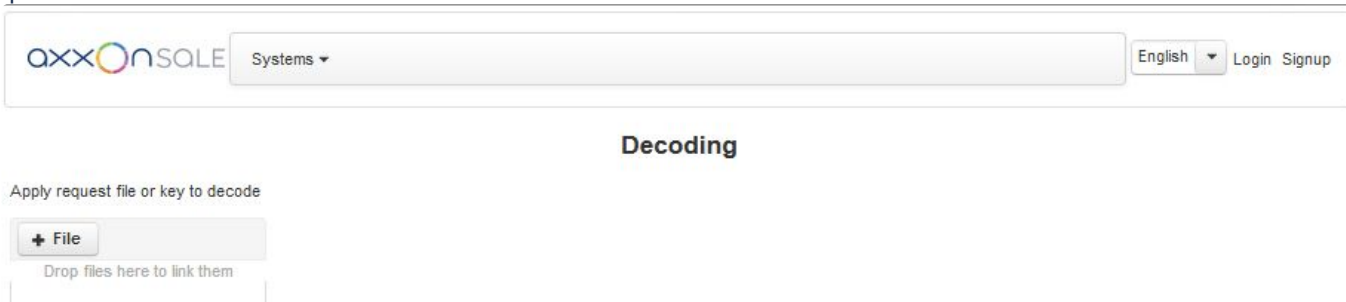 axxonsale Systems English Login Signup
Decoding
Apply request file or key to decode
+ File
Drop files here to link them